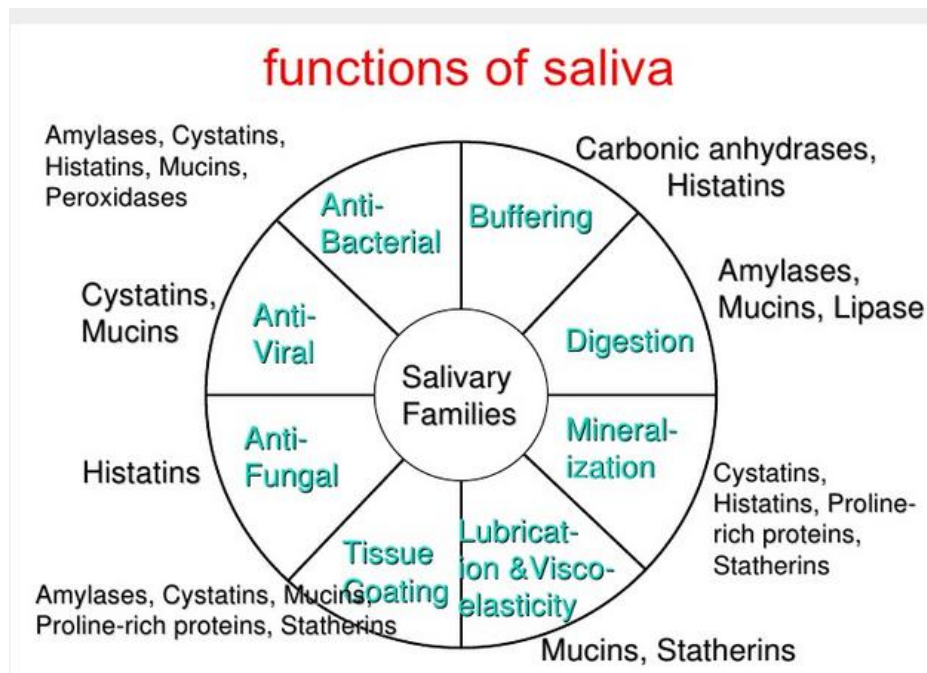 functions of saliva
Amylases, Cystatins,
Histatins, Mucins,
Peroxidases
Carbonic anhydrases,
Histatins
Anti-
Bacterial
Buffering
Cystatins,
Mucins
Anti-
Viral
Digestion
Amylases,
Mucins, Lipase
Salivary
Families
Histatins
Anti-
Fungal
Mineral-
ization
Cystatins,
Histatins, Proline-
rich proteins,
Statherins
Tissue
Coating
Lubricat-
ion &Visco-
elasticity
Amylases, Cystatins, Mucins,
Proline-rich proteins, Statherins
Mucins, Statherins